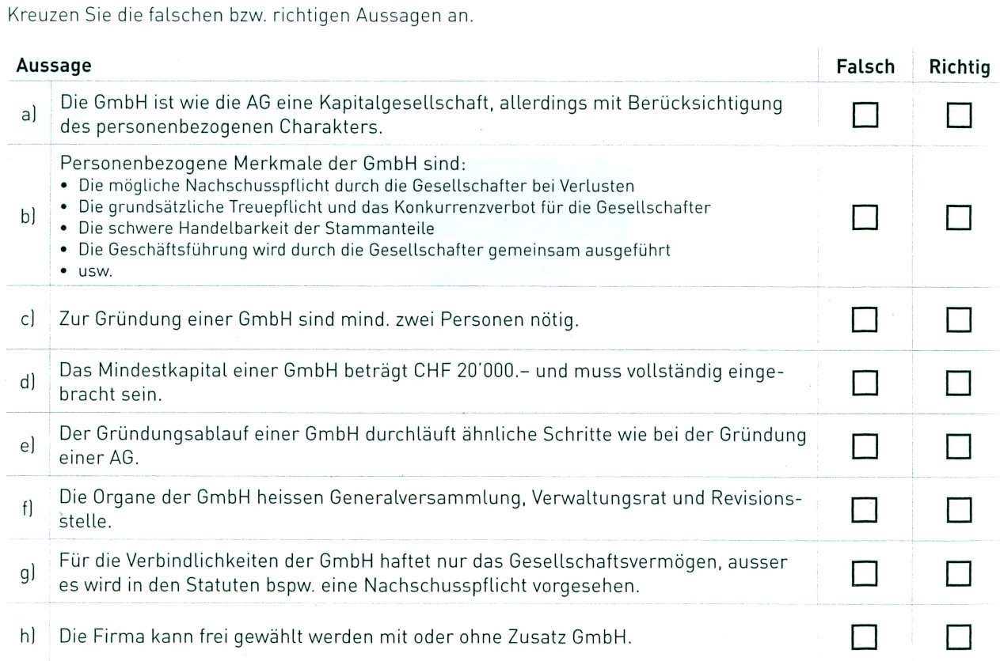 Kreuzen Sie die falschen bzw. richtigen Aussagen an.
Aussage Falsch Richtig
a) Die GmbH ist wie die AG eine Kapitalgesellschaft, allerdings mit Berücksichtigung
des personenbezogenen Charakters.
b) Personenbezogene Merkmale der GmbH sind:
• Die mögliche Nachschusspflicht durch die Gesellschafter bei Verlusten
• Die grundsätzliche Treuepflicht und das Konkurrenzverbot für die Gesellschafter
• Die schwere Handelbarkeit der Stammanteile
• Die Geschäftsführung wird durch die Gesellschafter gemeinsam ausgeführt
• usw.
c) Zur Gründung einer GmbH sind mind. zwei Personen nötig.
d) Das Mindestkapital einer GmbH beträgt CHF 20'000.– und muss vollständig einge-
bracht sein.
e) Der Gründungsablauf einer GmbH durchläuft ähnliche Schritte wie bei der Gründung
einer AG.
f) Die Organe der GmbH heissen Generalversammlung, Verwaltungsrat und Revisions-
stelle.
g) Für die Verbindlichkeiten der GmbH haftet nur das Gesellschaftsvermögen, ausser
es wird in den Statuten bspw. eine Nachschusspflicht vorgesehen.
h) Die Firma kann frei gewählt werden mit oder ohne Zusatz GmbH.